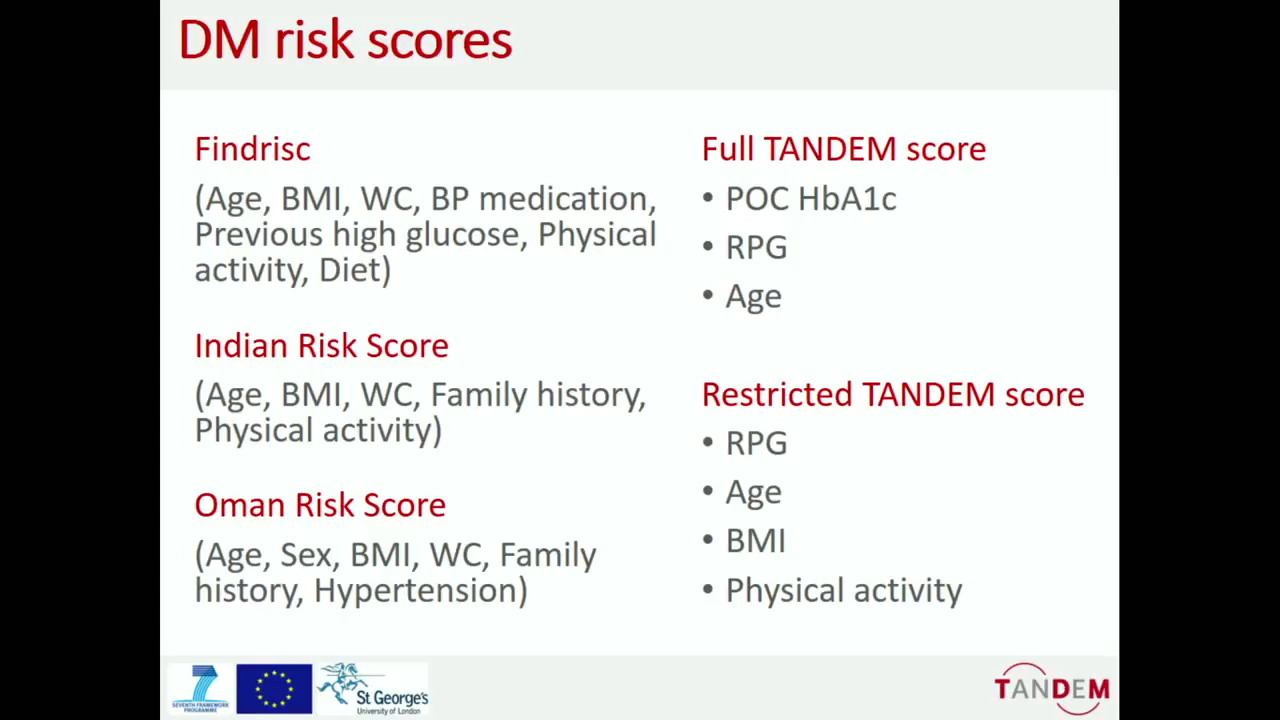 DM risk scores
Findrisc
(Age, BMI, WC, BP medication,
Previous high glucose, Physical
activity, Diet)
Indian Risk Score
(Age, BMI, WC, Family history,
Physical activity)
Oman Risk Score
(Age, Sex, BMI, WC, Family
history, Hypertension)
Full TANDEM score
• POC HbA1c
• RPG
• Age
Restricted TANDEM score
• RPG
• Age
• BMI
• Physical activity
SEVENTH FRAMEWORK
PROGRAMME
St George's
University of London
TANDEM